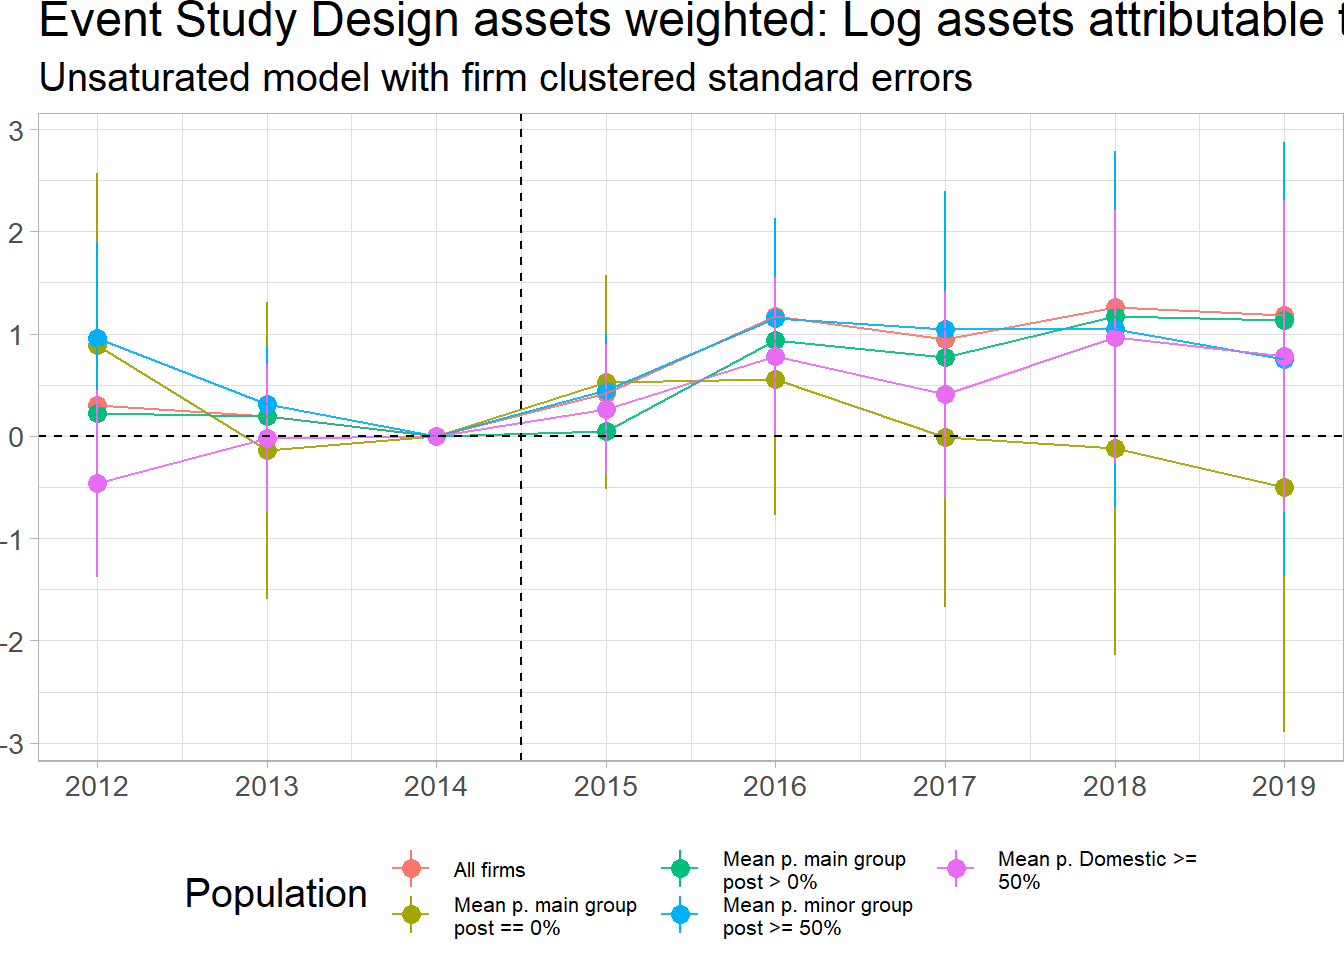 Event Study Design assets weighted: Log assets attributable
Unsaturated model with firm clustered standard errors
3
2
1
0
-1
-2
-3
2012 2013 2014 2015 2016 2017 2018 2019
Population
All firms
Mean p. main group
post == 0%
Mean p. main group
post > 0%
Mean p. minor group
post >= 50%
Mean p. Domestic >=
50%